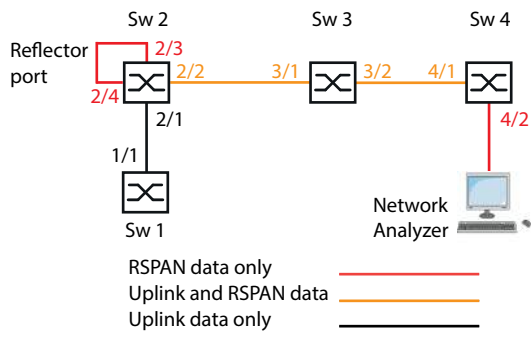 Sw 2
Sw 3
Sw 4
Reflector
port
2/3
2/4
2/2
3/1
3/2
4/1
2/1
4/2
1/1
Sw 1
Network
Analyzer
RSPAN data only
Uplink and RSPAN data
Uplink data only